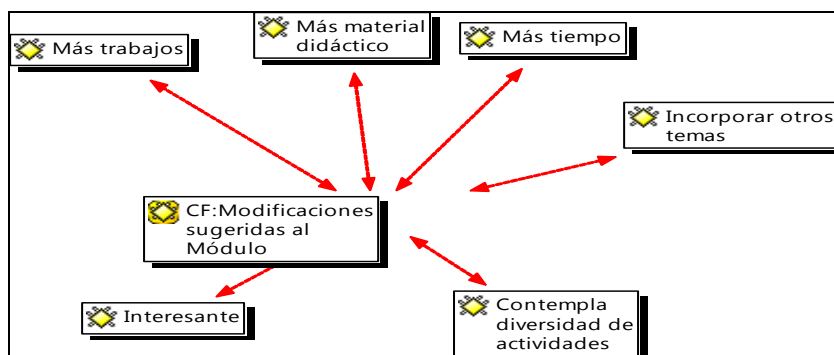 Más trabajos
Más material
didáctico
Más tiempo
Incorporar otros
temas
CF:Modificaciones
sugeridas al
Módulo
Interesante
Contempla
diversidad de
actividades